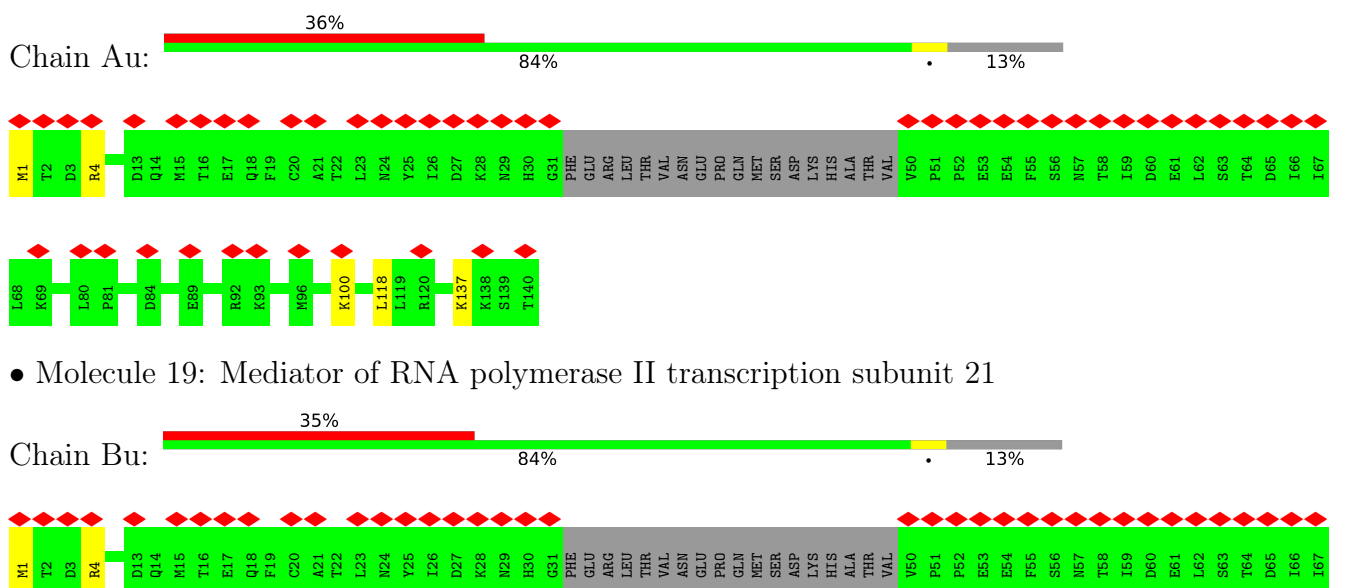 36%
Chain Au:
84% • 13%
M1 T2 D3 R4 D13 Q14 M15 T16 E17 Q18 F19 C20 A21 T22 L23 N24 Y25 I26 D27 K28 N29 H30 G31 PHE GLU ARG LEU THR VAL ASN GLU PRO GLN MET SER ASP LYS HIS ALA THR VAL V50 P51 P52 E53 E54 F55 S56 N57 T58 I59 D60 E61 L62 S63 T64 D65 I66 I67
L68 K69 L80 P81 D84 E89 R92 K93 M96 K100 L118 L119 R120 K137 K138 S139 T140
• Molecule 19: Mediator of RNA polymerase II transcription subunit 21
35%
Chain Bu:
84% • 13%
M1 T2 D3 R4 D13 Q14 M15 T16 E17 Q18 F19 C20 A21 T22 L23 N24 Y25 I26 D27 K28 N29 H30 G31 PHE GLU ARG LEU THR VAL ASN GLU PRO GLN MET SER ASP LYS HIS ALA THR VAL V50 P51 P52 E53 E54 F55 S56 N57 T58 I59 D60 E61 L62 S63 T64 D65 I66 I67